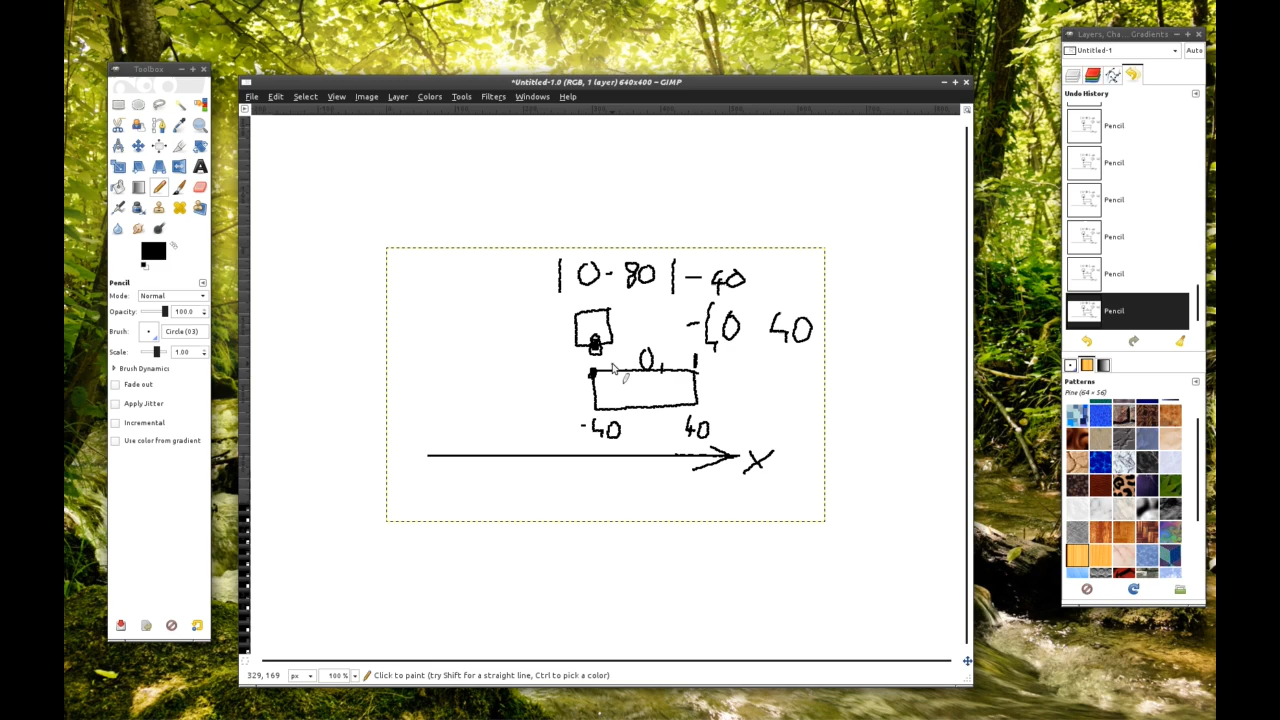 Toolbox
*Untitled-1.0 (RGB, 1 layer) 640x400 – GIMP
File Edit Select View Image Layer Colors Tools Filters Windows Help
Pencil
Mode: Normal
Opacity: 100.0
Brush: Circle (03)
Scale: 1.00
Brush Dynamics
Fade out
Apply Jitter
Incremental
Use color from gradient
|0-80|-40
-40 40
0
-40 40
X
329, 169 px 100 % Click to paint (try Shift for a straight line, Ctrl to pick a color)
Layers, Cha... Gradients
Untitled-1 Auto
Undo History
Pencil
Pencil
Pencil
Pencil
Pencil
Pencil
Patterns
Pine (64 × 56)